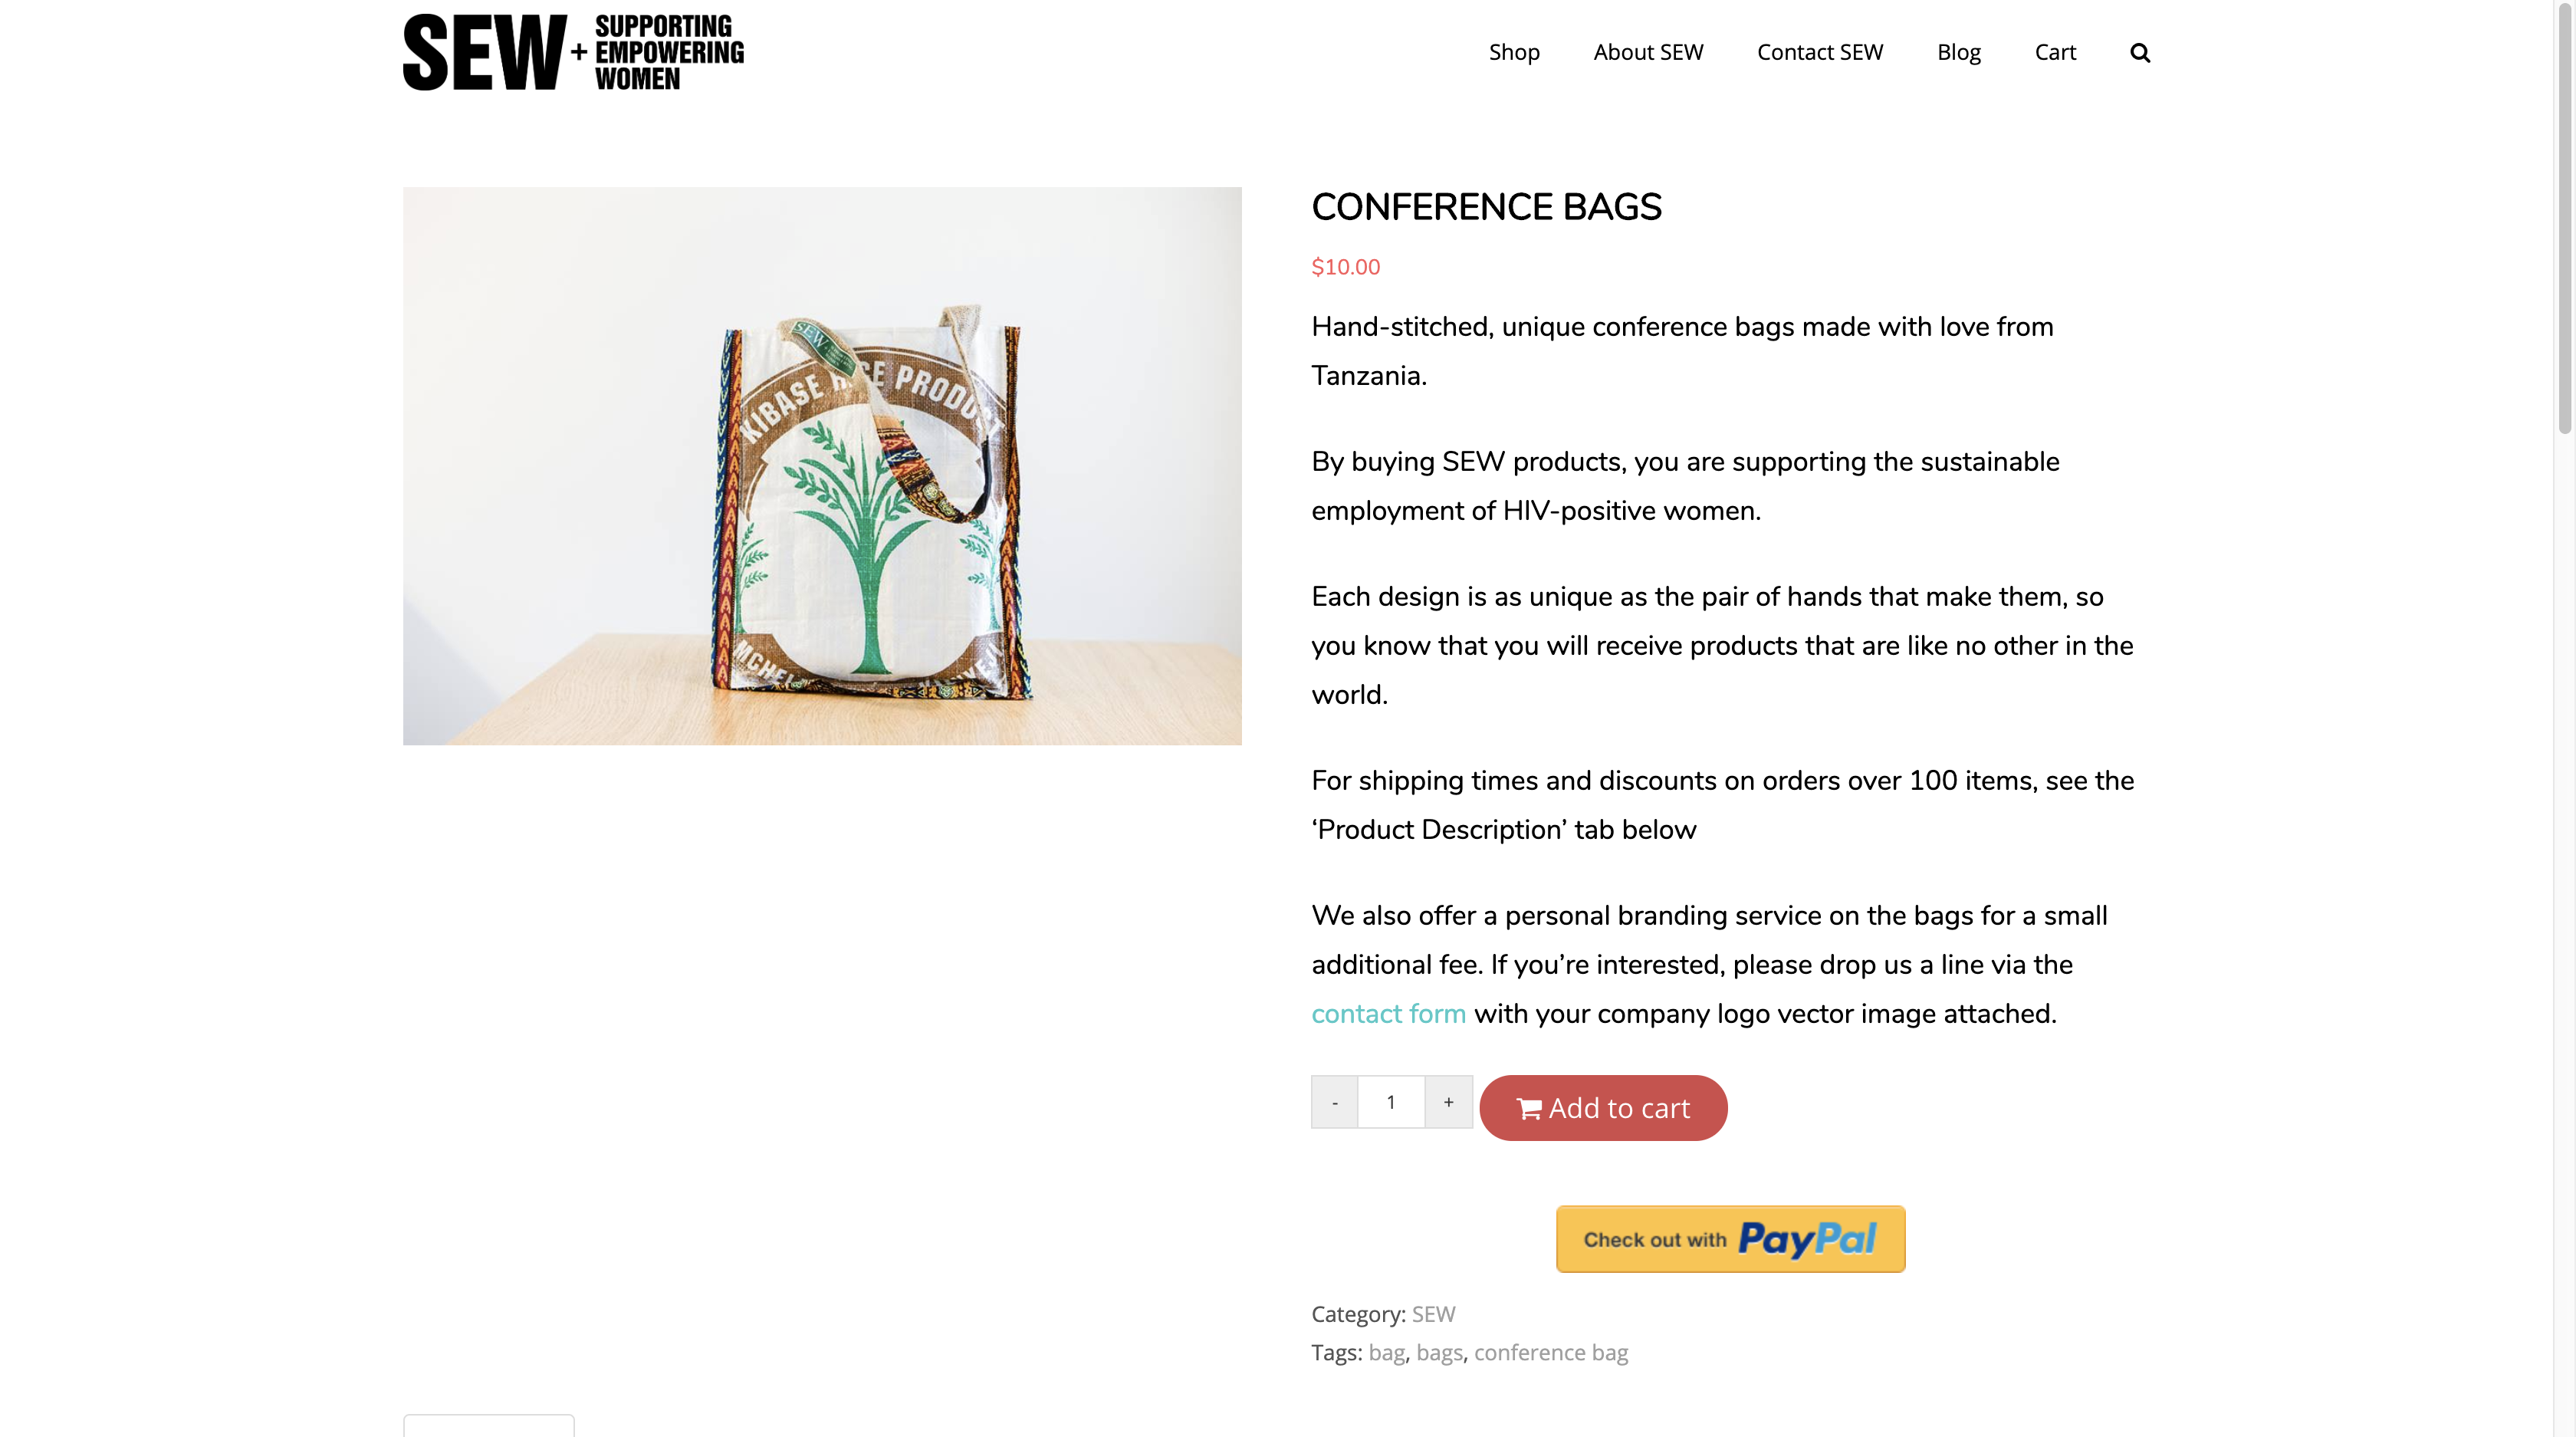 SEW + SUPPORTING
EMPOWERING
WOMEN
Shop About SEW Contact SEW Blog Cart
SEW
KIBASE RICE PRODUCT
CONFERENCE BAGS
$10.00
Hand-stitched, unique conference bags made with love from
Tanzania.
By buying SEW products, you are supporting the sustainable
employment of HIV-positive women.
Each design is as unique as the pair of hands that make them, so
you know that you will receive products that are like no other in the
world.
For shipping times and discounts on orders over 100 items, see the
‘Product Description’ tab below
We also offer a personal branding service on the bags for a small
additional fee. If you’re interested, please drop us a line via the
contact form with your company logo vector image attached.
- 1 +
Add to cart
Check out with PayPal
Category: SEW
Tags: bag, bags, conference bag